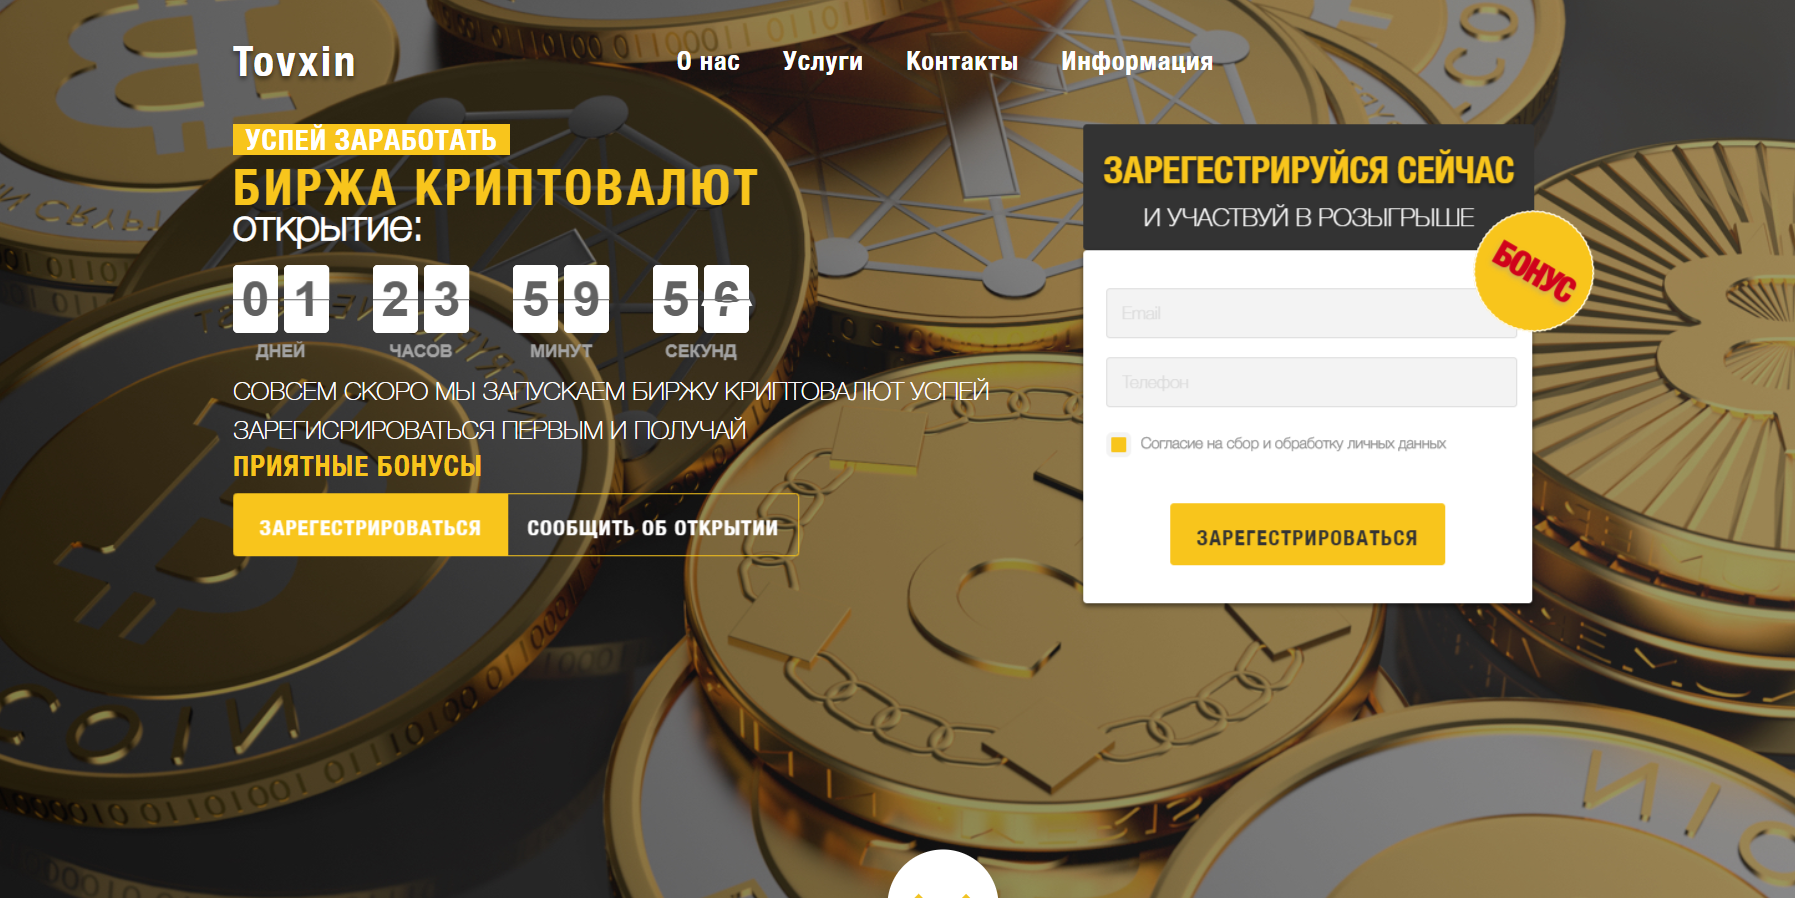 Tovxin
О нас Услуги Контакты Информация
УСПЕЙ ЗАРАБОТАТЬ
БИРЖА КРИПТОВАЛЮТ
открытие:
01 23 59
ДНЕЙ ЧАСОВ МИНУТ СЕКУНД
СОВСЕМ СКОРО МЫ ЗАПУСКАЕМ БИРЖУ КРИПТОВАЛЮТ УСПЕЙ
ЗАРЕГИСРИРОВАТЬСЯ ПЕРВЫМ И ПОЛУЧАЙ
ПРИЯТНЫЕ БОНУСЫ
ЗАРЕГЕСТРИРОВАТЬСЯ СООБЩИТЬ ОБ ОТКРЫТИИ
ЗАРЕГЕСТРИРУЙСЯ СЕЙЧАС
И УЧАСТВУЙ В РОЗЫГРЫШЕ
БОНУС
Email
Телефон
Согласие на сбор и обработку личных данных
ЗАРЕГЕСТРИРОВАТЬСЯ
COIN